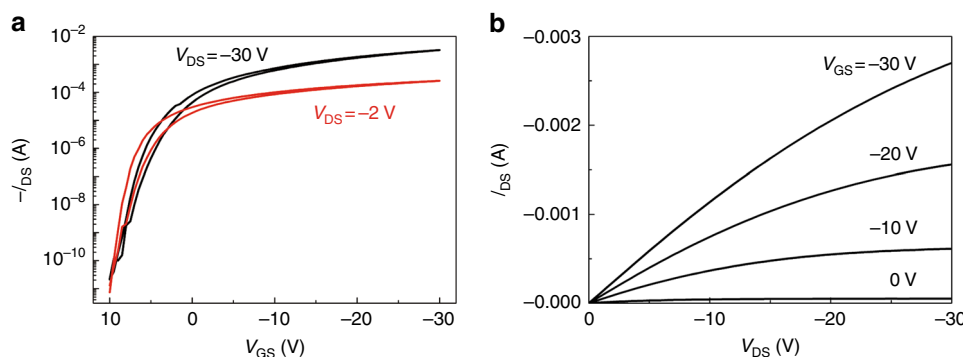 a
10⁻²
10⁻⁴
10⁻⁶
10⁻⁸
10⁻¹⁰
–I_DS (A)
V_DS=–30 V
V_DS=–2 V
10
0
–10
–20
–30
V_GS (V)
b
–0.003
–0.002
–0.001
–0.000
I_DS (A)
V_GS=–30 V
–20 V
–10 V
0 V
0
–10
–20
–30
V_DS (V)